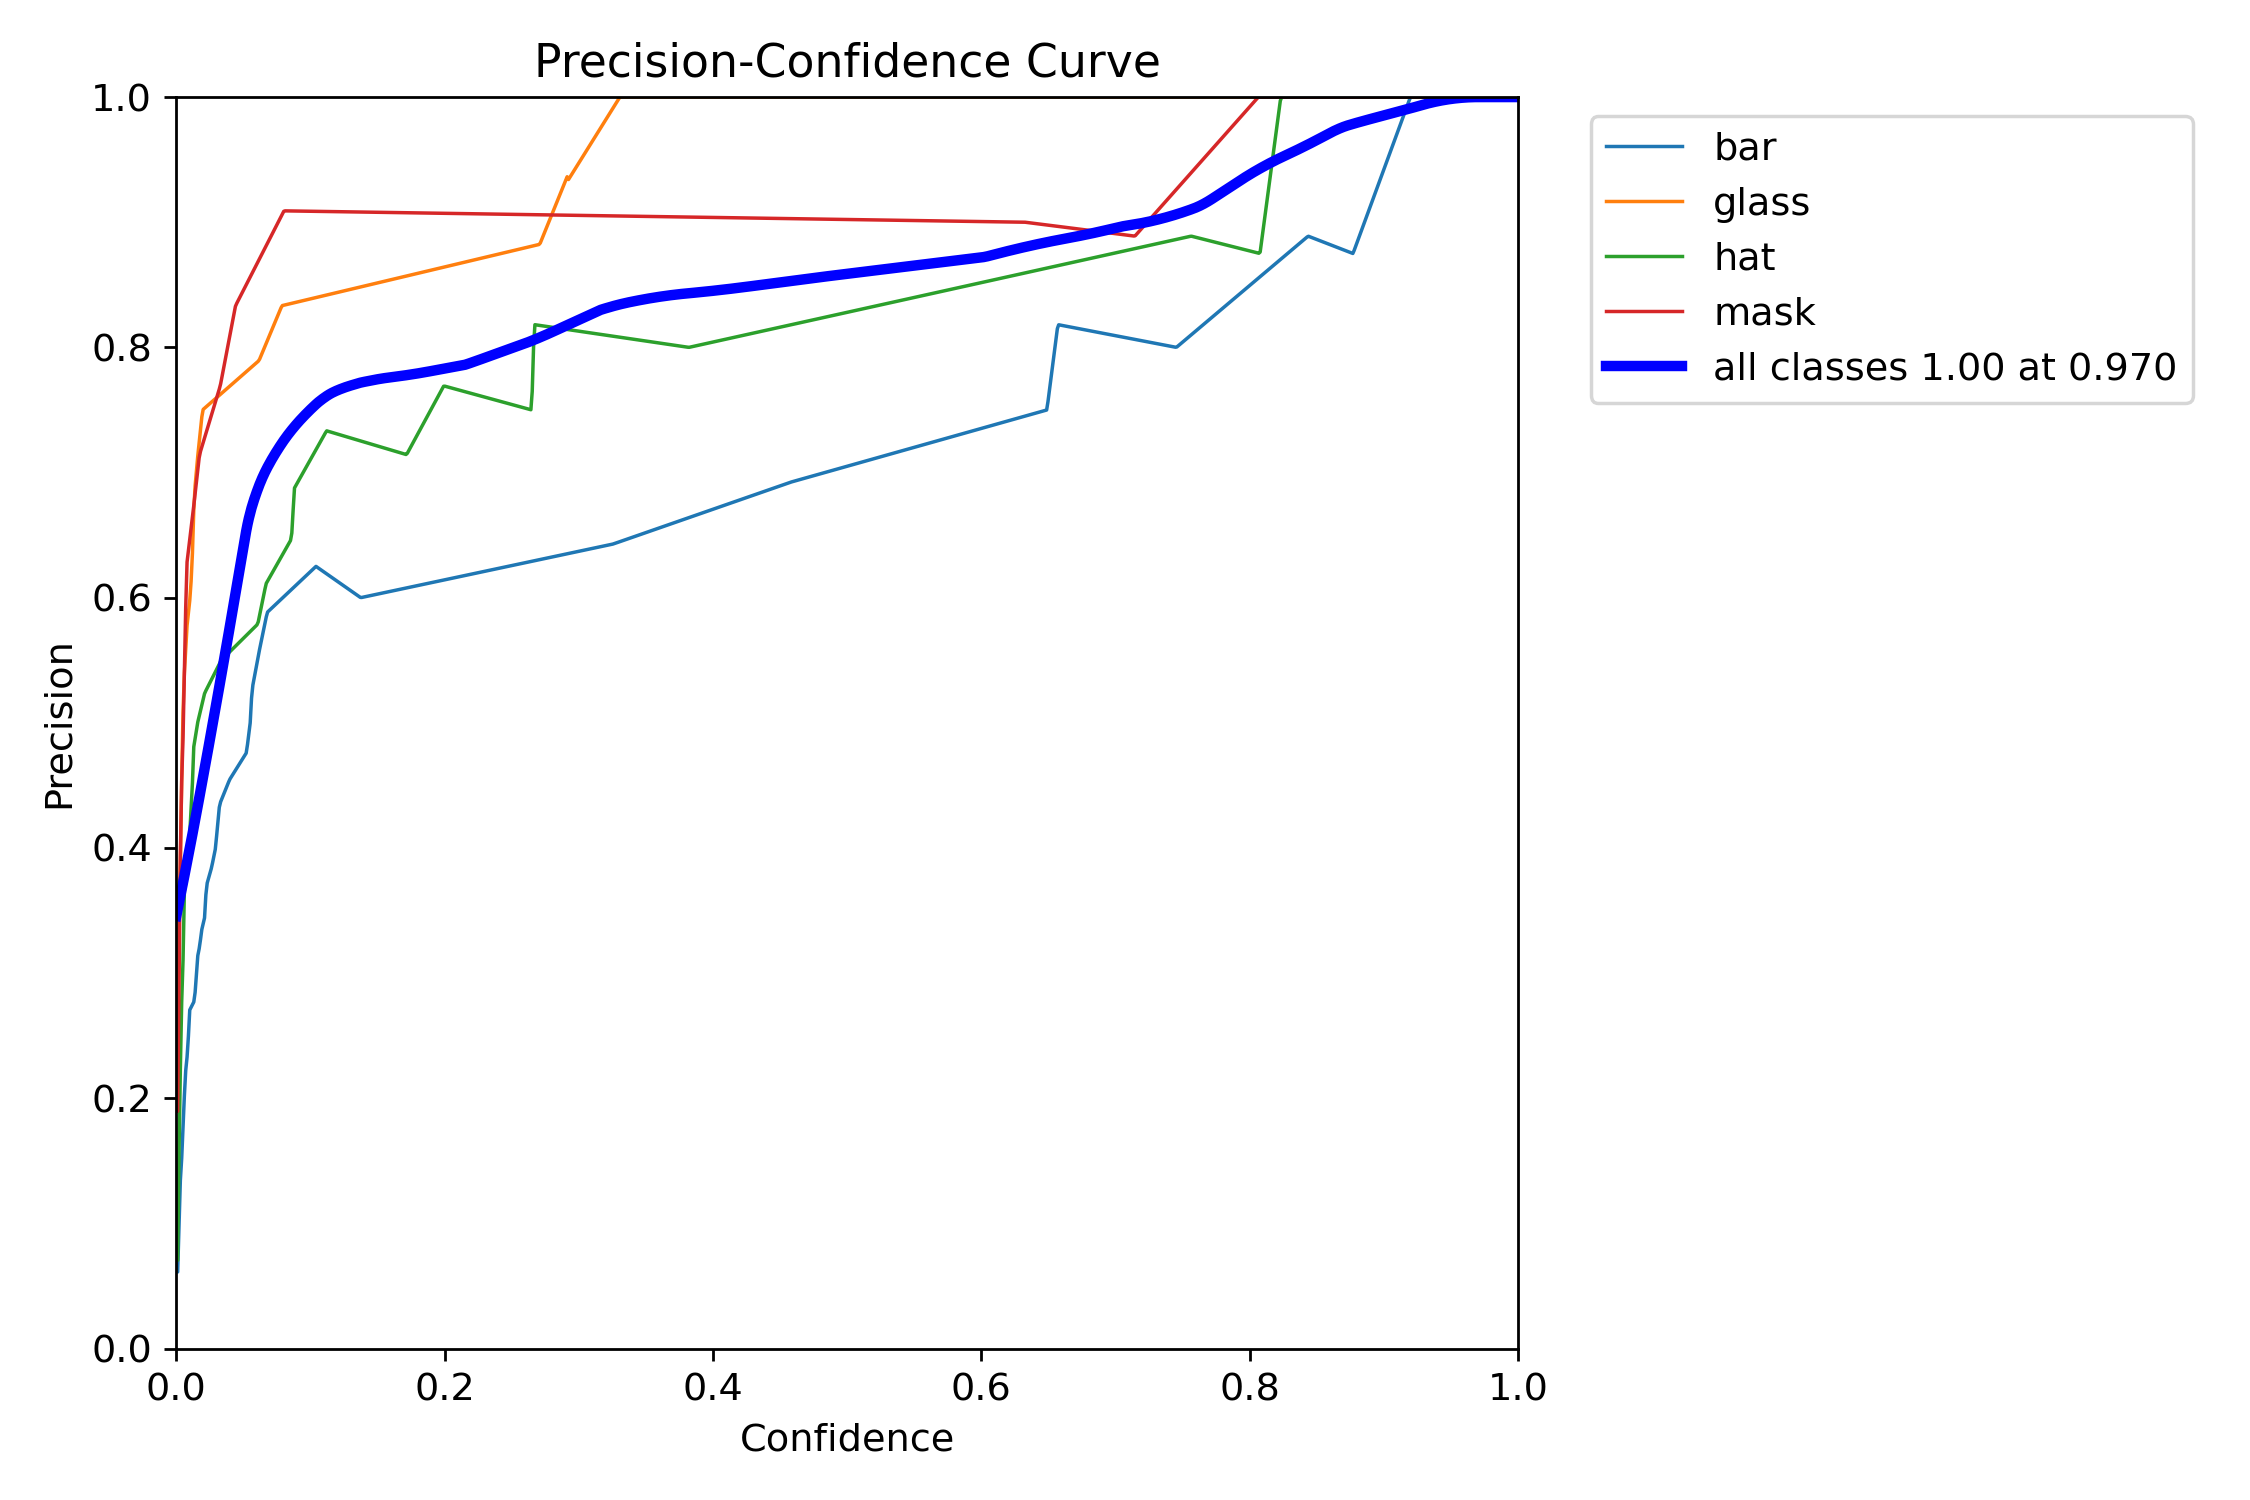 Precision-Confidence Curve
1.0
0.8
0.6
0.4
0.2
0.0
Precision
0.0 0.2 0.4 0.6 0.8 1.0
Confidence
bar
glass
hat
mask
all classes 1.00 at 0.970